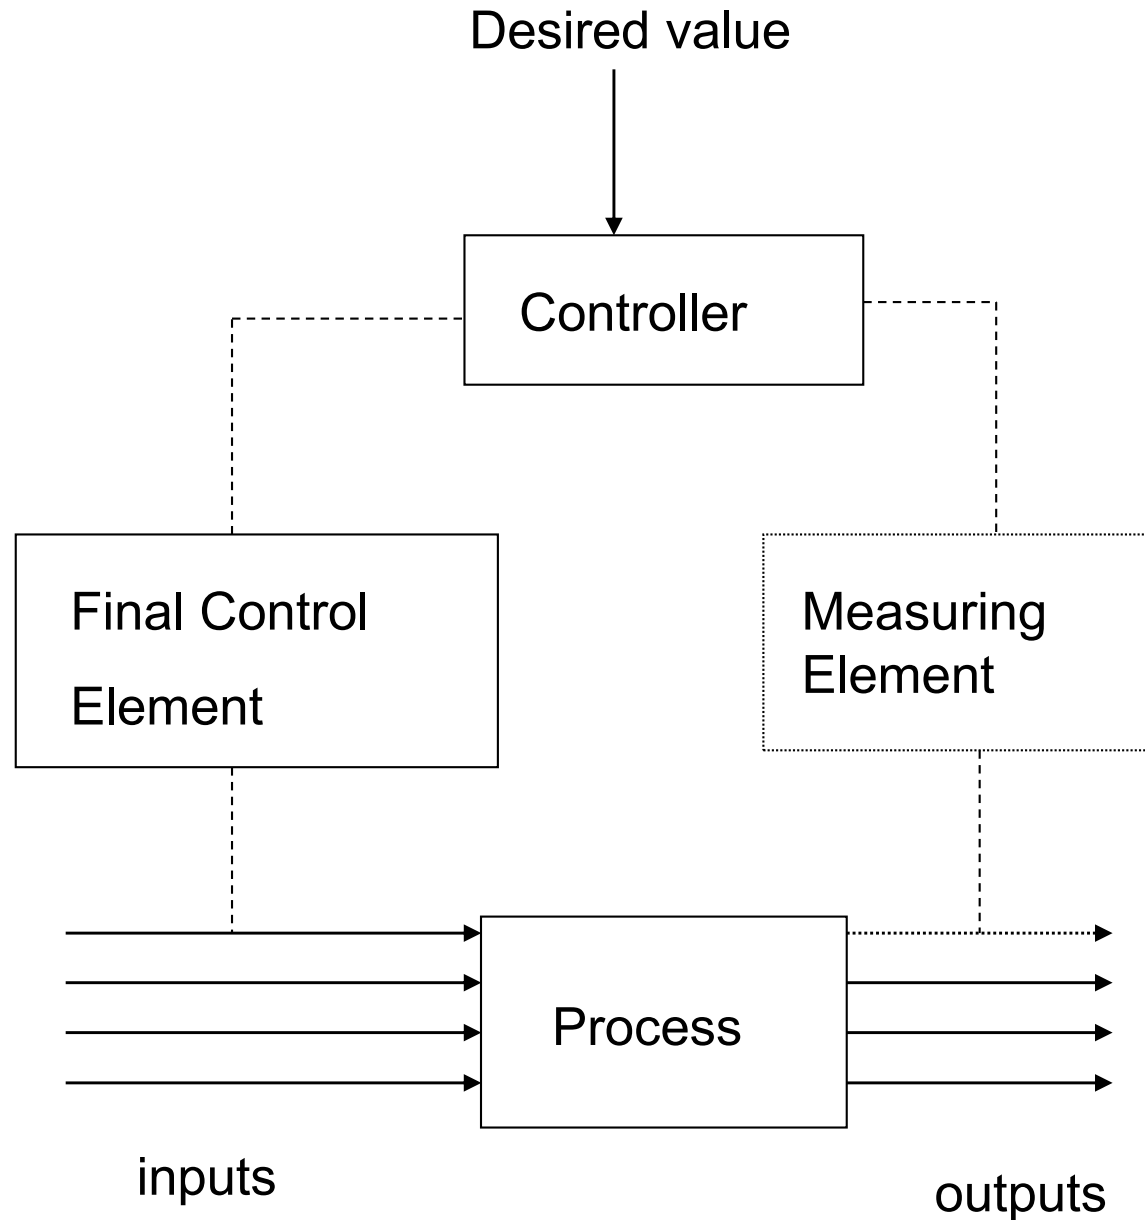 Desired value
Controller
Final Control
Element
Measuring
Element
Process
inputs
outputs